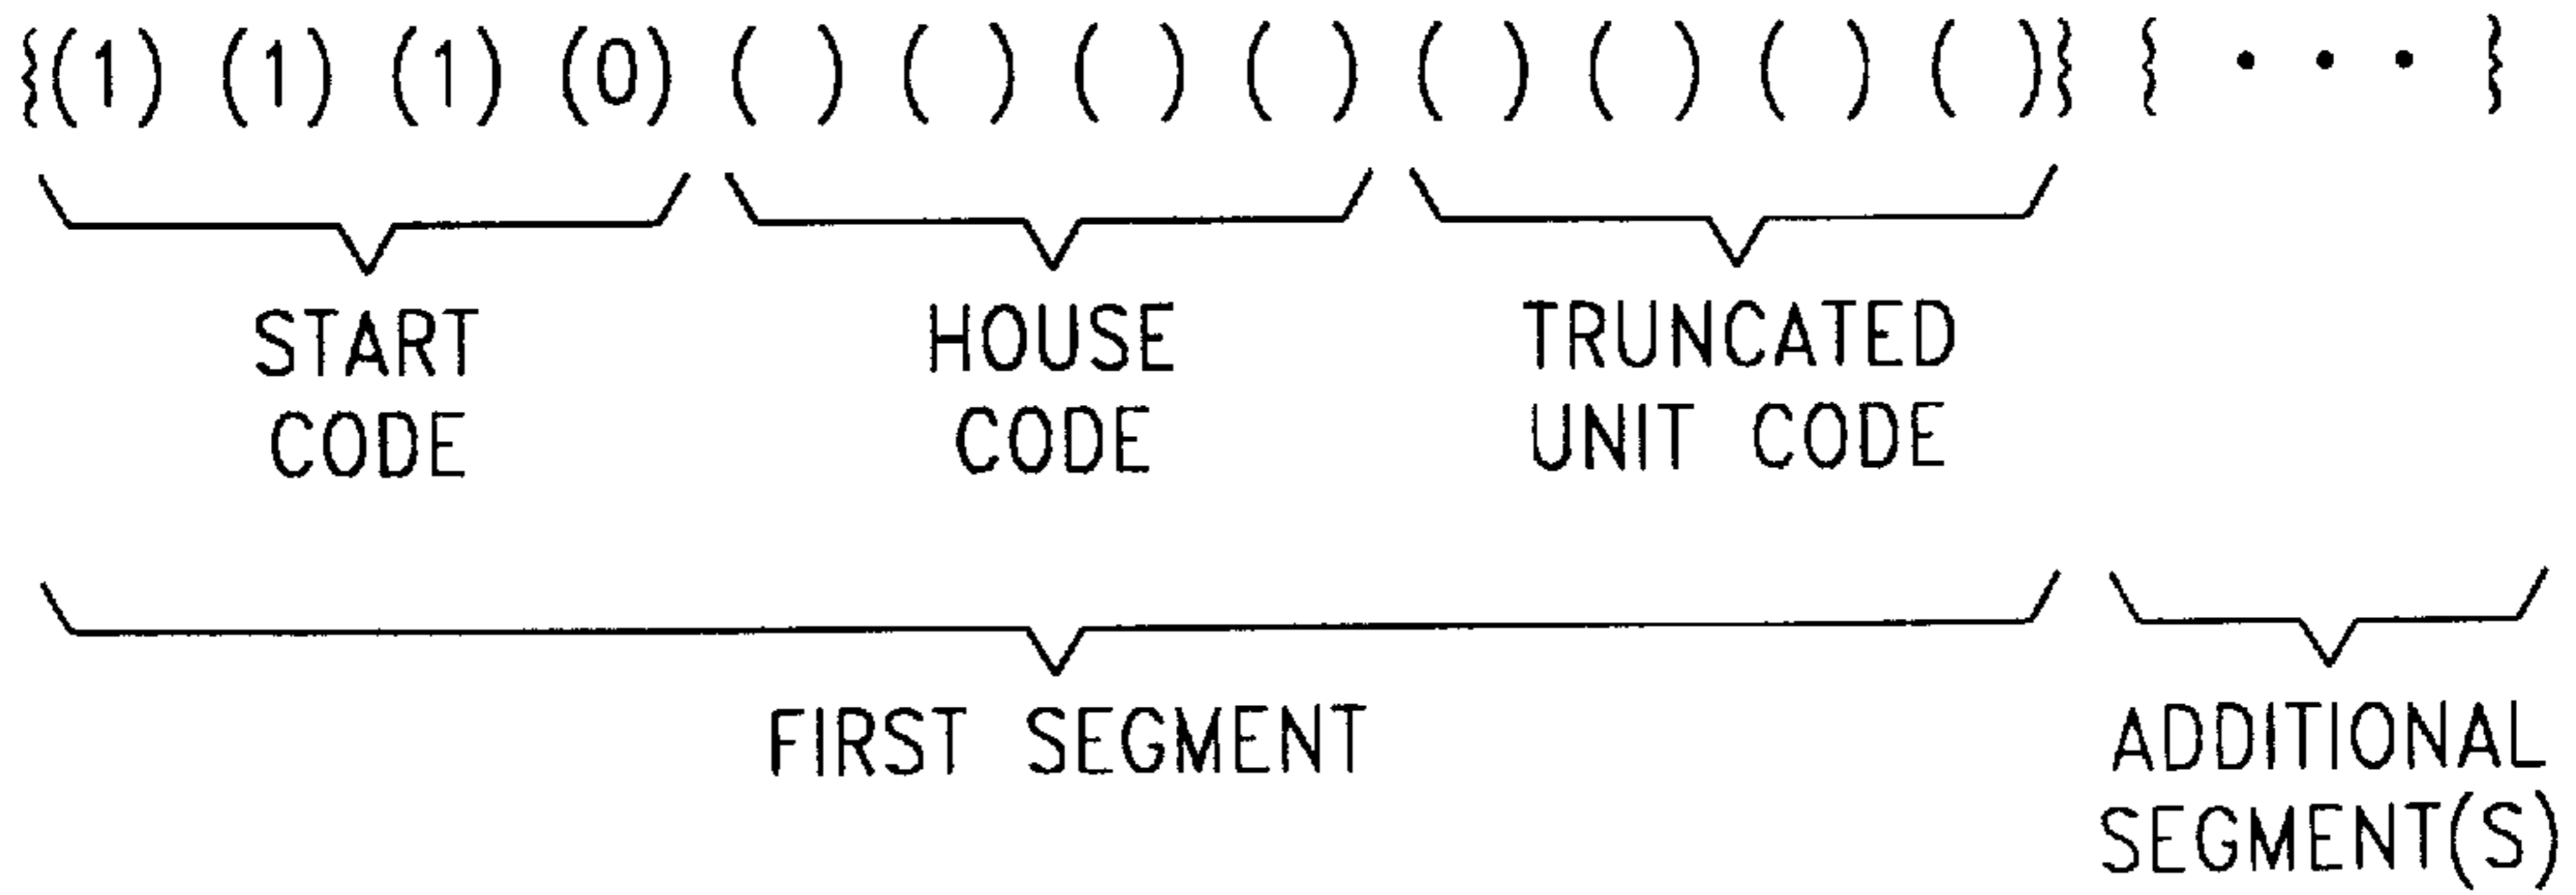 {(1) (1) (1) (0) ( ) ( ) ( ) ( ) ( ) ( ) ( ) ( )} { • • • }
START HOUSE TRUNCATED
CODE CODE UNIT CODE
FIRST SEGMENT ADDITIONAL
SEGMENT(S)